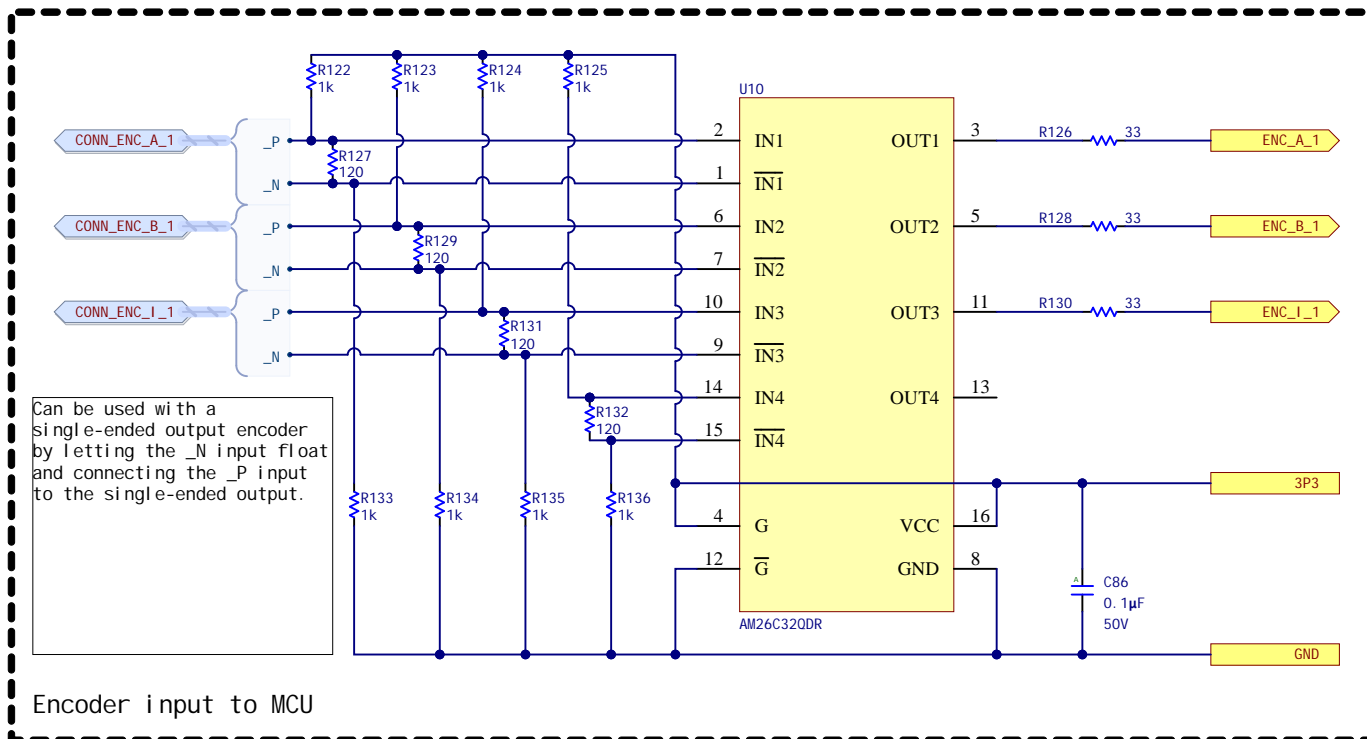 R122
1k
R123
1k
R124
1k
R125
1k
U10
CONN_ENC_A_1
_P
_N
R127
120
2
IN1
OUT1
3
R126
33
ENC_A_1
1
IN1
CONN_ENC_B_1
_P
_N
R129
120
6
IN2
OUT2
5
R128
33
ENC_B_1
7
IN2
CONN_ENC_I_1
_P
_N
R131
120
10
IN3
OUT3
11
R130
33
ENC_I_1
9
IN3
14
IN4
OUT4
13
R132
120
15
IN4
Can be used with a
single-ended output encoder
by letting the _N input float
and connecting the _P input
to the single-ended output.
R133
1k
R134
1k
R135
1k
R136
1k
3P3
4
G
VCC
16
12
G
GND
8
A
C86
0.1µF
50V
AM26C32QDR
GND
Encoder input to MCU